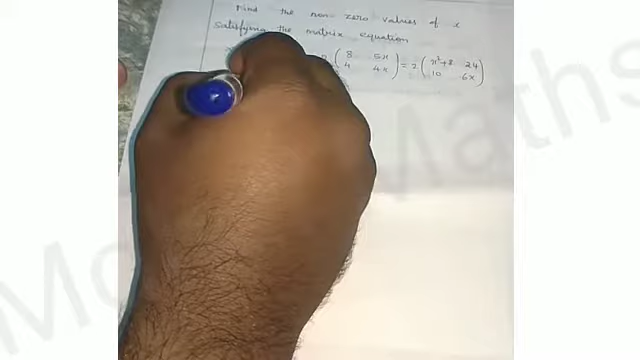 Find the non zero values of x
satisfying the matrix equation
( 8 5x ) = 2 ( x²+8 24 )
( 4 4x ) ( 10 6x )
Maths